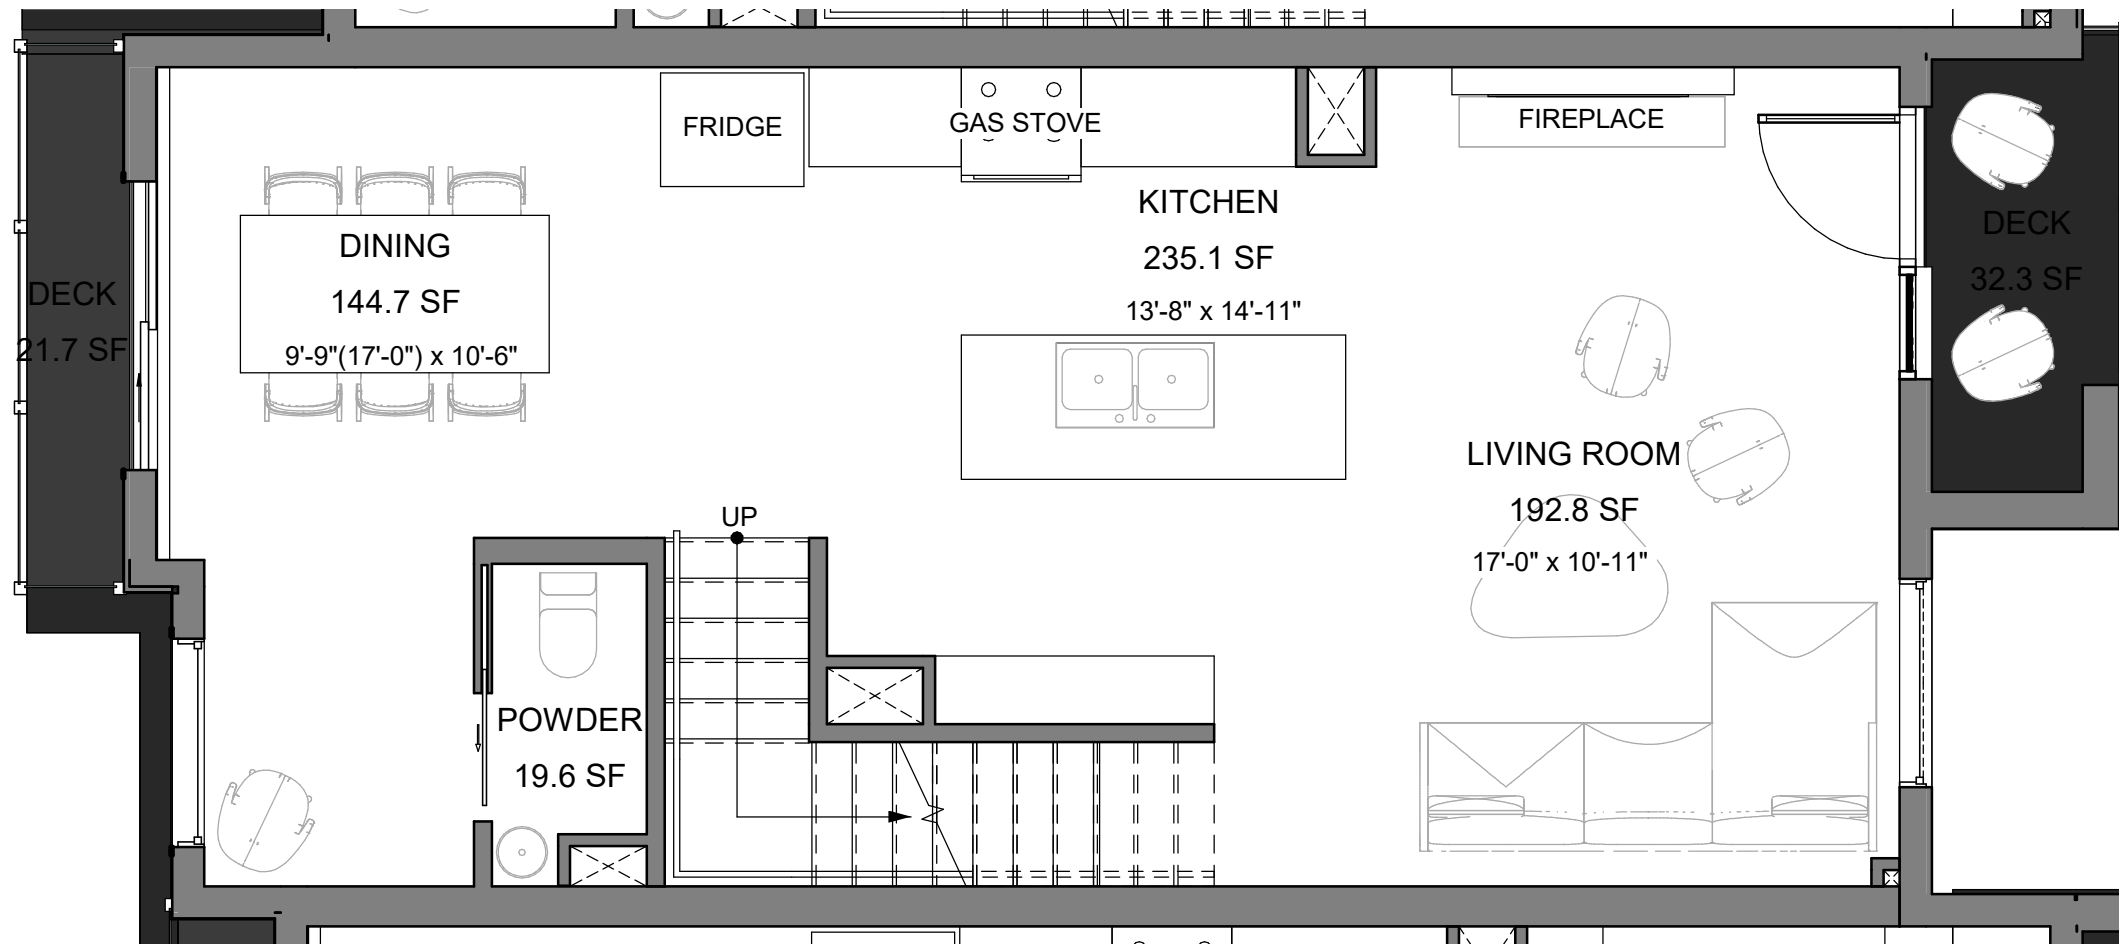 FRIDGE
GAS STOVE
FIREPLACE
KITCHEN
235.1 SF
13'-8" x 14'-11"
DINING
144.7 SF
9'-9"(17'-0") x 10'-6"
DECK
21.7 SF
DECK
32.3 SF
LIVING ROOM
192.8 SF
17'-0" x 10'-11"
UP
POWDER
19.6 SF